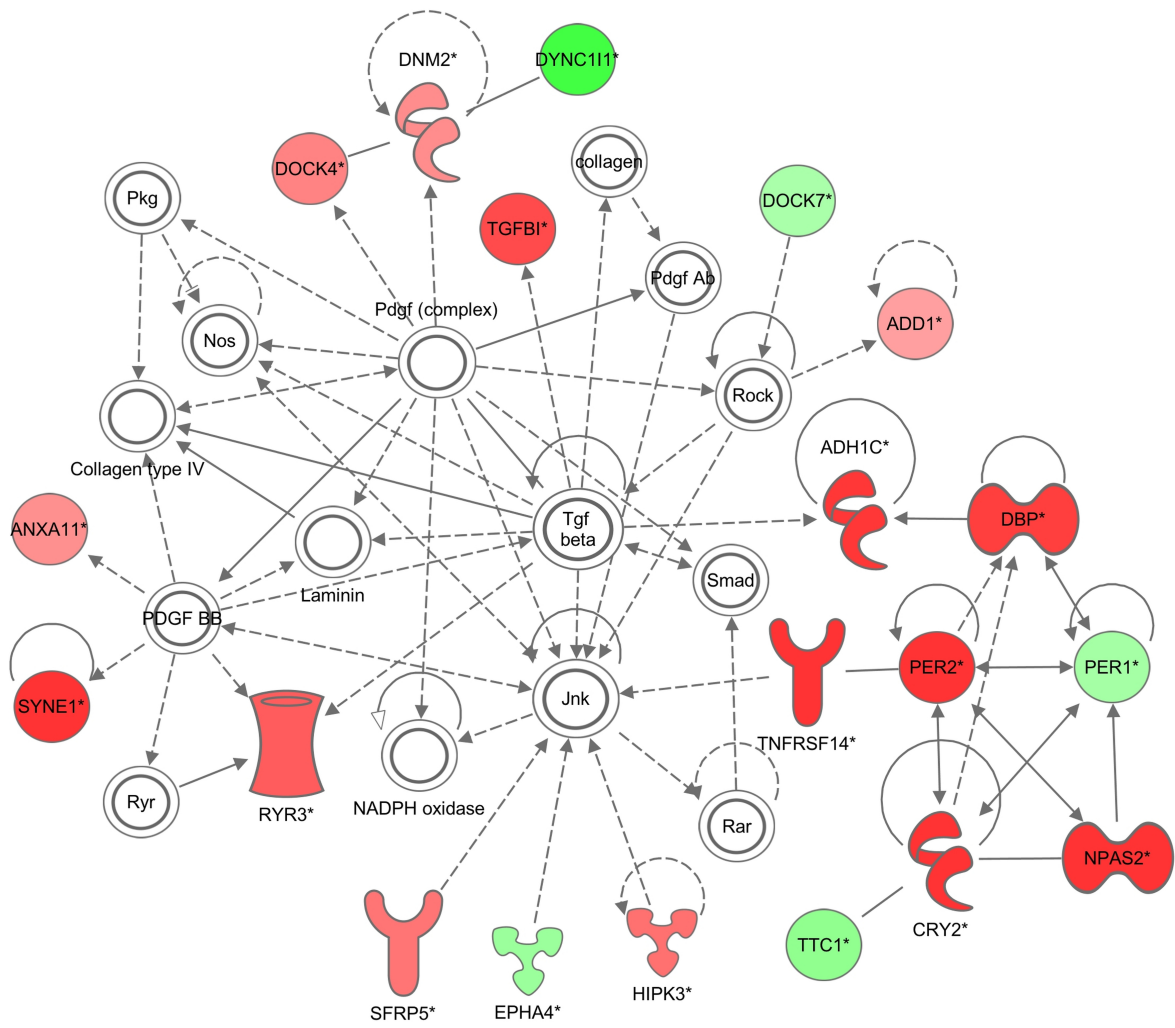 DNM2*
DYNC1I1*
collagen
DOCK4*
Pkg
DOCK7*
TGFBI*
Pdgf Ab
Pdgf (complex)
ADD1*
Nos
Rock
ADH1C*
Collagen type IV
Tgf
beta
DBP*
ANXA11*
Smad
Laminin
PDGF BB
PER2*
PER1*
SYNE1*
Jnk
TNFRSF14*
Ryr
RYR3*
NADPH oxidase
Rar
NPAS2*
CRY2*
TTC1*
HIPK3*
SFRP5*
EPHA4*